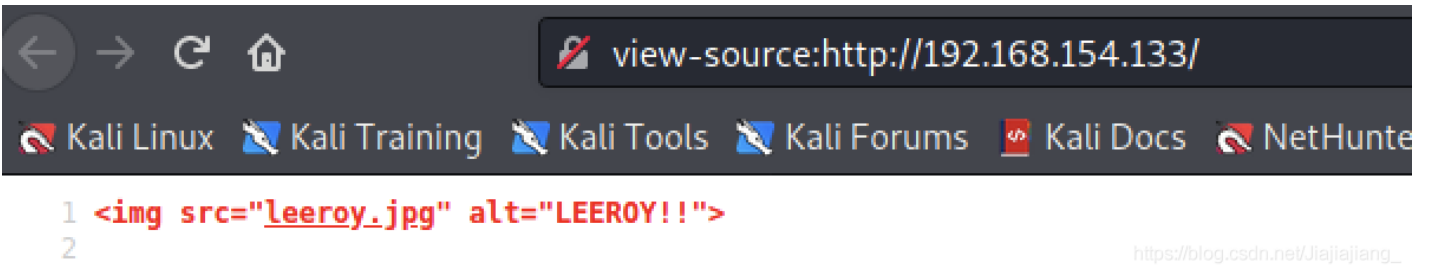 view-source:http://192.168.154.133/
Kali Linux Kali Training Kali Tools Kali Forums Kali Docs NetHunte
1 <img src="leeroy.jpg" alt="LEEROY!!">
2
https://blog.csdn.net/Jiajiajiang_